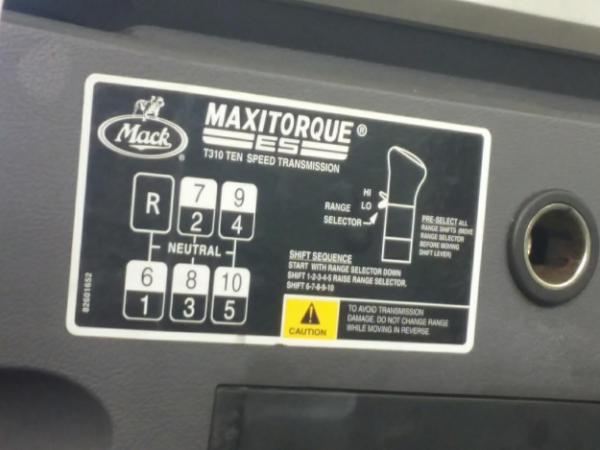 Mack
MAXITORQUE®
ES
T310 TEN SPEED TRANSMISSION
R 7 9
2 4
NEUTRAL
6 8 10
1 3 5
HI
LO
RANGE
SELECTOR
PRE-SELECT ALL
RANGE SHIFTS (MOVE
RANGE SELECTOR
BEFORE MOVING
SHIFT LEVER)
SHIFT SEQUENCE
START WITH RANGE SELECTOR DOWN
SHIFT 1-2-3-4-5 RAISE RANGE SELECTOR,
SHIFT 6-7-8-9-10
CAUTION
TO AVOID TRANSMISSION
DAMAGE, DO NOT CHANGE RANGE
WHILE MOVING IN REVERSE.